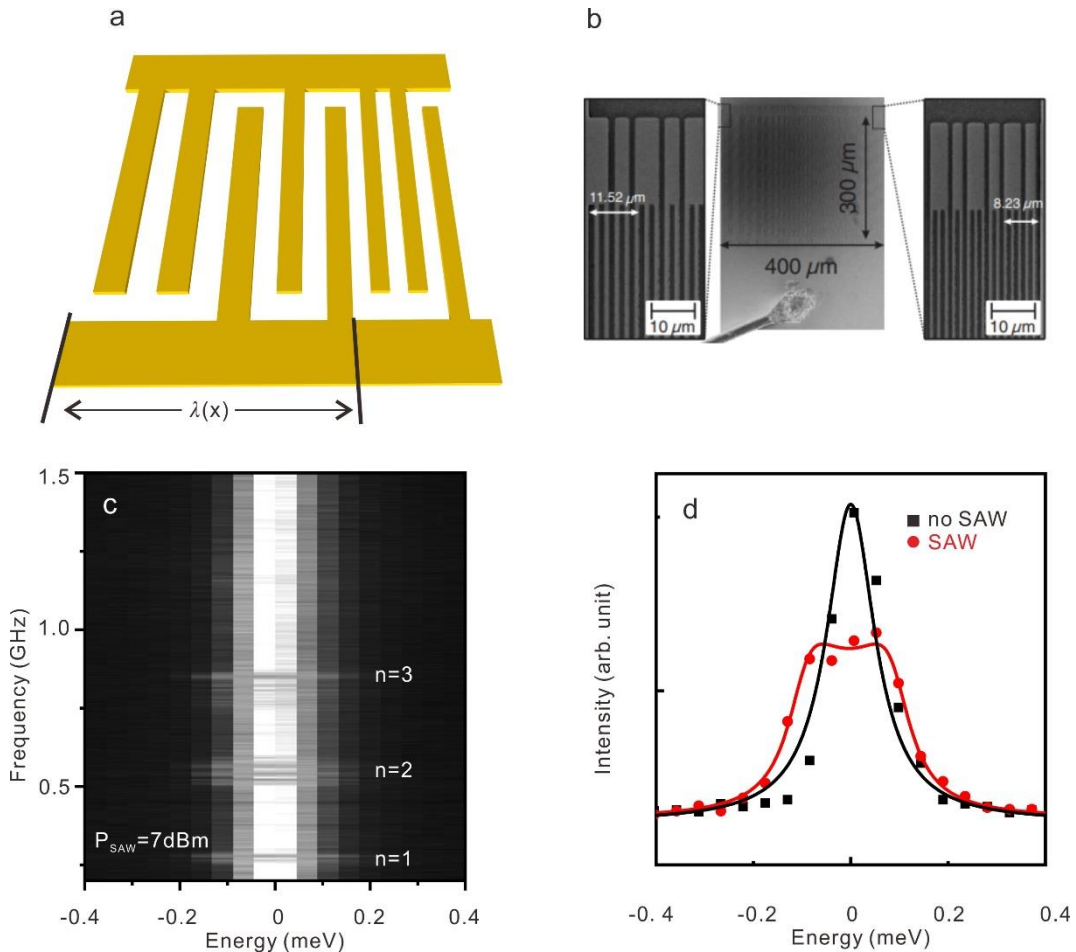 a
λ(x)
b
11.52 μm
10 μm
300 μm
400 μm
8.23 μm
10 μm
c
1.5
1.0
0.5
Frequency (GHz)
n=3
n=2
n=1
P_SAW=7dBm
-0.4
-0.2
0
0.2
0.4
Energy (meV)
d
no SAW
SAW
Intensity (arb. unit)
-0. 4
-0.2
0
0.2
0.4
Energy (meV)